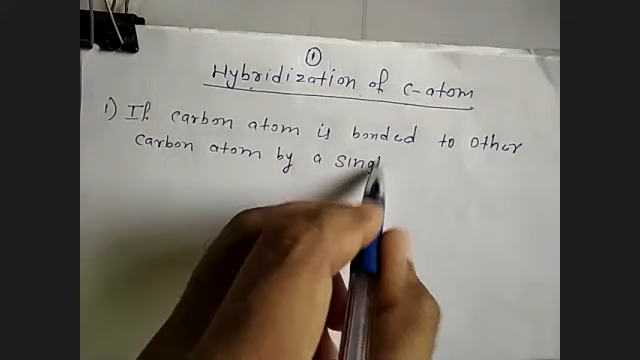 1
Hybridization of C-atom
1) If carbon atom is bonded to other
carbon atom by a singl